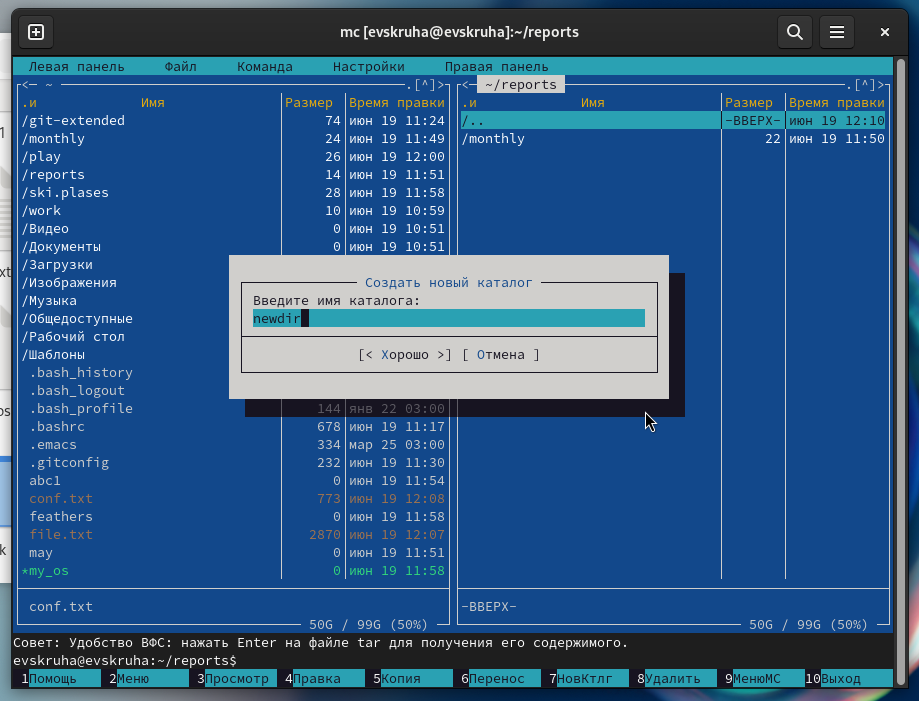 mc [evskruha@evskruha]:~/reports
Левая панель Файл Команда Настройки Правая панель
<─ ~ .[^]>
.и Имя Размер Время правки
/git-extended 74 июн 19 11:24
/monthly 24 июн 19 11:49
/play 26 июн 19 12:00
/reports 14 июн 19 11:51
/ski.plases 28 июн 19 11:58
/work 10 июн 19 10:59
/Видео 0 июн 19 10:51
/Документы 0 июн 19 10:51
/Загрузки
/Изображения
/Музыка
/Общедоступные
/Рабочий стол
/Шаблоны
.bash_history
.bash_logout
.bash_profile 144 янв 22 03:00
.bashrc 678 июн 19 11:17
.emacs 334 мар 25 03:00
.gitconfig 232 июн 19 11:30
abc1 0 июн 19 11:54
conf.txt 773 июн 19 12:08
feathers 0 июн 19 11:58
file.txt 2870 июн 19 12:07
may 0 июн 19 11:51
*my_os 0 июн 19 11:58
conf.txt
50G / 99G (50%)
<─ ~/reports .[^]>
.и Имя Размер Время правки
/.. -ВВЕРХ- июн 19 12:10
/monthly 22 июн 19 11:50
-ВВЕРХ-
50G / 99G (50%)
Создать новый каталог
Введите имя каталога:
newdir
[< Хорошо >] [ Отмена ]
Совет: Удобство ВФС: нажать Enter на файле tar для получения его содержимого.
evskruha@evskruha:~/reports$
1Помощь 2Меню 3Просмотр 4Правка 5Копия 6Перенос 7НовКтлг 8Удалить 9МенюМС 10Выход